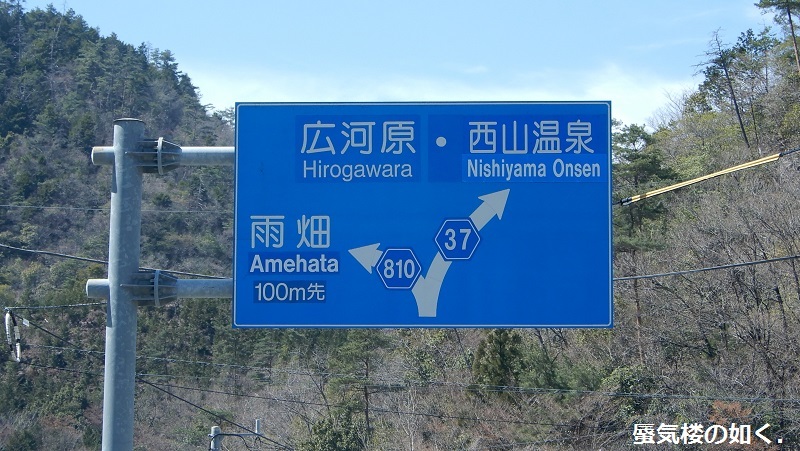 広河原・西山温泉
Hirogawara Nishiyama Onsen
雨畑
Amehata
100m先
810
37
蜃気楼の如く.